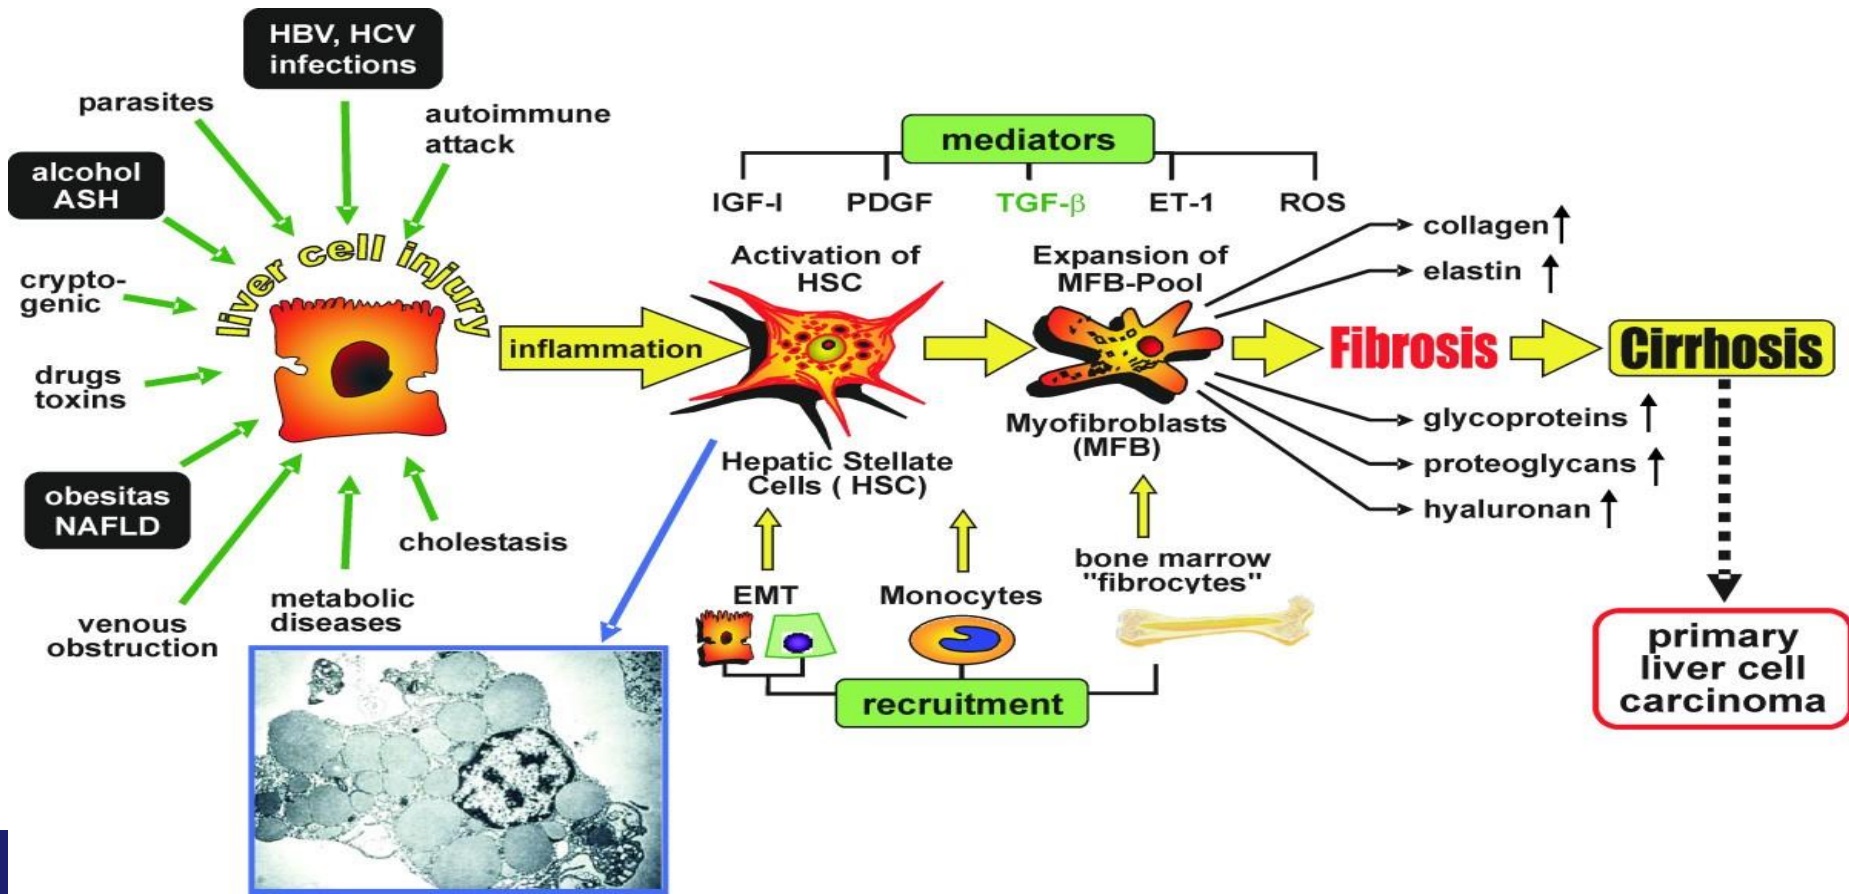 HBV, HCV
infections
parasites
autoimmune
attack
alcohol
ASH
liver cell injury
crypto-
genic
drugs
toxins
obesitas
NAFLD
venous
obstruction
metabolic
diseases
cholestasis
inflammation
mediators
IGF-I
PDGF
TGF-β
ET-1
ROS
Activation of
HSC
Hepatic Stellate
Cells ( HSC)
Expansion of
MFB-Pool
Myofibroblasts
(MFB)
EMT
Monocytes
bone marrow
"fibrocytes"
recruitment
collagen ↑
elastin ↑
Fibrosis
Cirrhosis
glycoproteins ↑
proteoglycans ↑
hyaluronan ↑
primary
liver cell
carcinoma